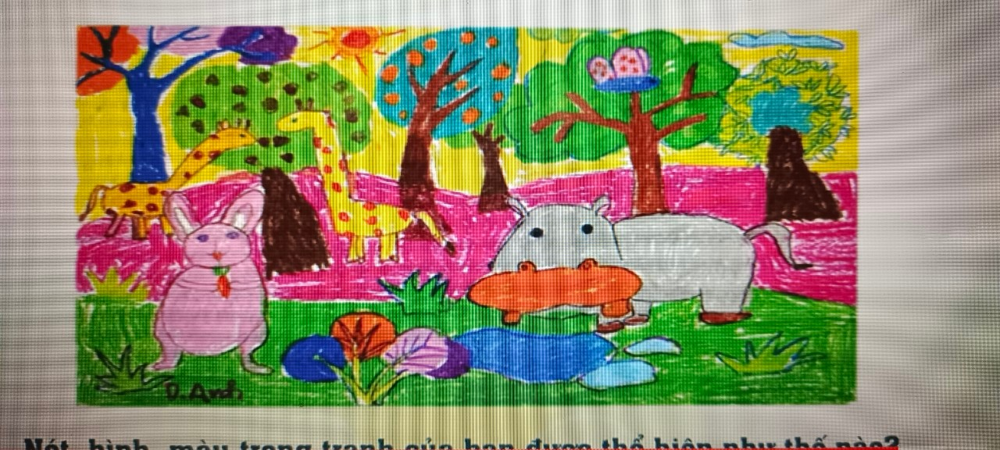 D.Anh
Nét, hình, màu trong tranh của bạn được thể hiện như thế nào?